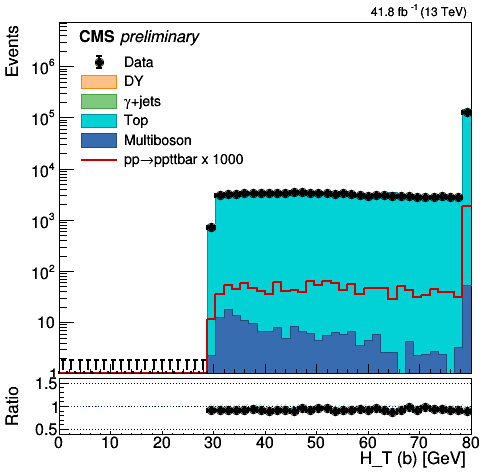 41.8 fb⁻¹ (13 TeV)
Events
CMS preliminary
Data
DY
γ+jets
Top
Multiboson
pp→ppttbar x 1000
10⁶
10⁵
10⁴
10³
10²
10
1
Ratio
1.5
1
0.5
0 10 20 30 40 50 60 70 80
H_T (b) [GeV]